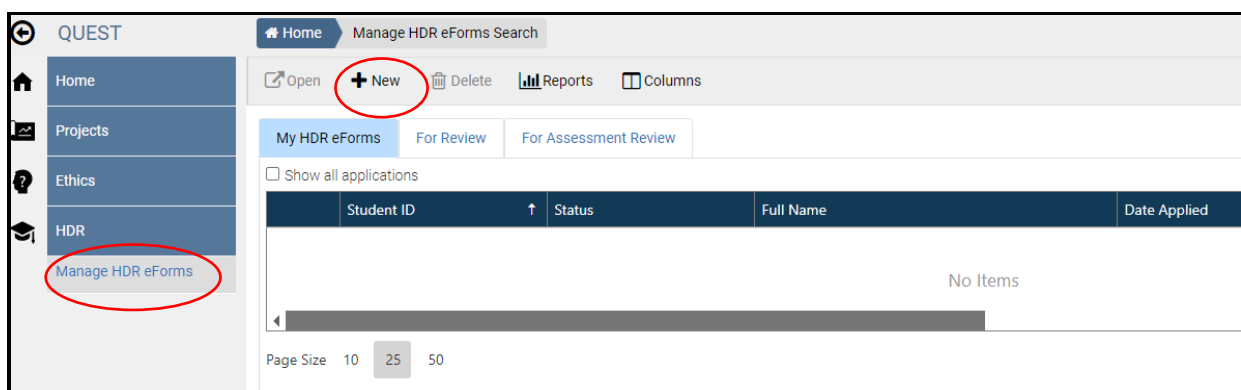 QUEST
Home
Projects
Ethics
HDR
Manage HDR eForms
Home Manage HDR eForms Search
Open New Delete Reports Columns
My HDR eForms For Review For Assessment Review
Show all applications
Student ID Status Full Name Date Applied
No Items
Page Size 10 25 50